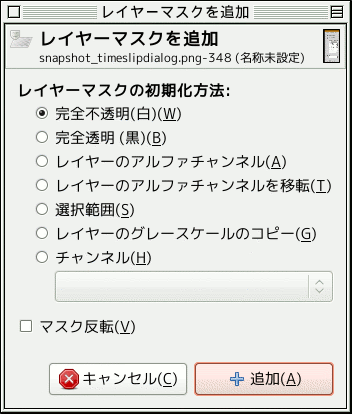 レイヤーマスクを追加
レイヤーマスクを追加
snapshot_timeslipdialog.png-348 (名称未設定)
レイヤーマスクの初期化方法:
完全不透明(白)(W)
完全透明 (黒)(B)
レイヤーのアルファチャンネル(A)
レイヤーのアルファチャンネルを移転(T)
選択範囲(S)
レイヤーのグレースケールのコピー(G)
チャンネル(H)
マスク反転(V)
キャンセル(C) 追加(A)